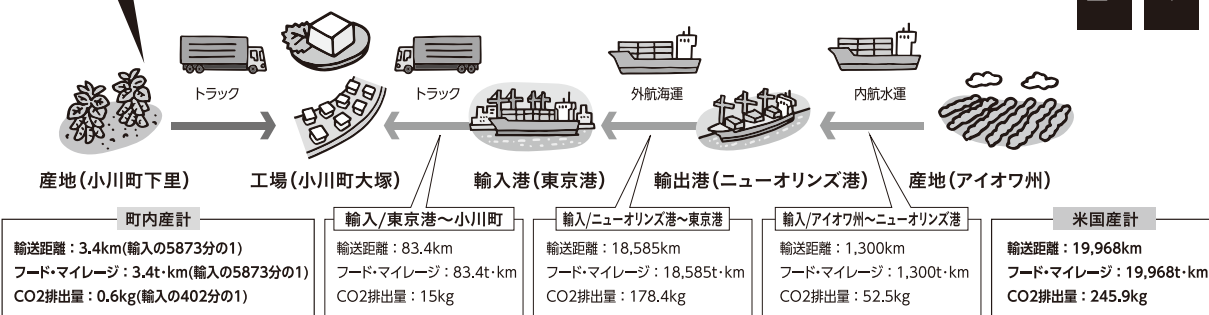 トラック
トラック
外航海運
内航水運
産地(小川町下里)
工場(小川町大塚)
輸入港(東京港)
輸出港(ニューオリンズ港)
産地(アイオワ州)
町内産計
輸送距離：3.4km(輸入の5873分の1)
フード・マイレージ：3.4t・km(輸入の5873分の1)
CO2排出量：0.6kg(輸入の402分の1)
輸入/東京港～小川町
輸送距離：83.4km
フード・マイレージ：83.4t・km
CO2排出量：15kg
輸入/ニューオリンズ港～東京港
輸送距離：18,585km
フード・マイレージ：18,585t・km
CO2排出量：178.4kg
輸入/アイオワ州～ニューオリンズ港
輸送距離：1,300km
フード・マイレージ：1,300t・km
CO2排出量：52.5kg
米国産計
輸送距離：19,968km
フード・マイレージ：19,968t・km
CO2排出量：245.9kg